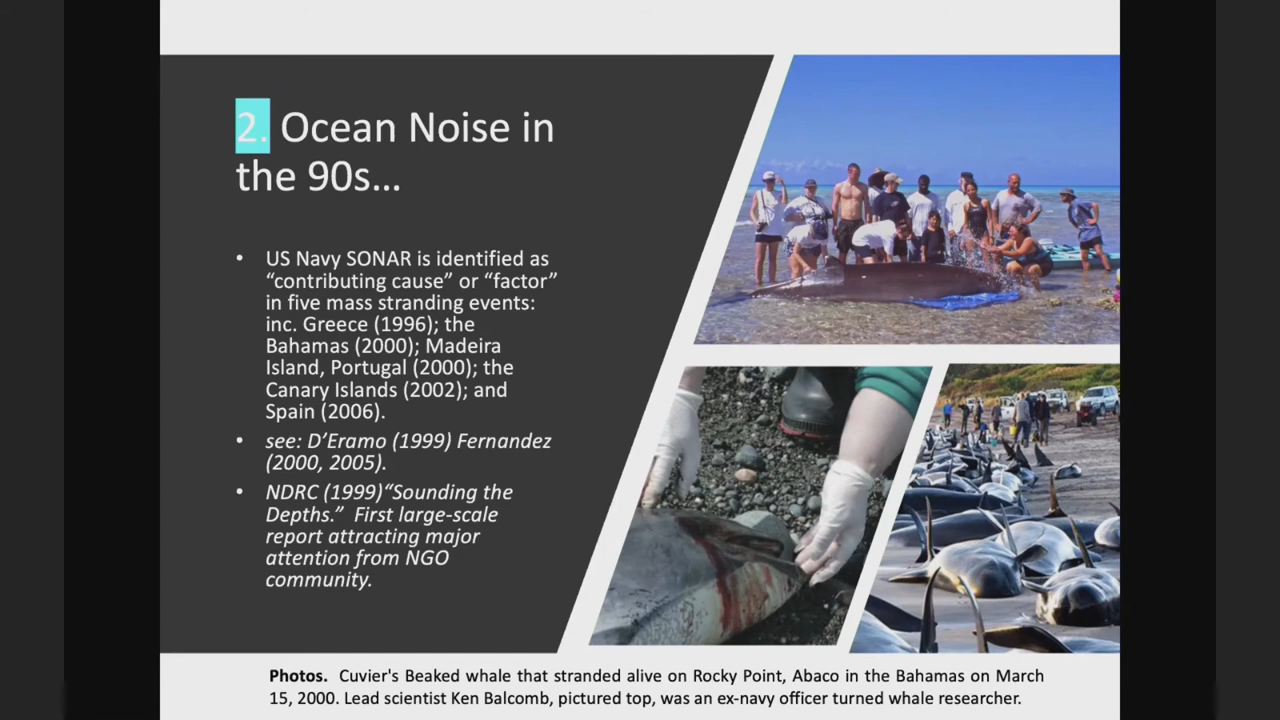 2. Ocean Noise in
the 90s...
• US Navy SONAR is identified as
“contributing cause” or “factor”
in five mass stranding events:
inc. Greece (1996); the
Bahamas (2000); Madeira
Island, Portugal (2000); the
Canary Islands (2002); and
Spain (2006).
• see: D’Eramo (1999) Fernandez
(2000, 2005).
• NDRC (1999)“Sounding the
Depths.” First large-scale
report attracting major
attention from NGO
community.
Photos. Cuvier's Beaked whale that stranded alive on Rocky Point, Abaco in the Bahamas on March
15, 2000. Lead scientist Ken Balcomb, pictured top, was an ex-navy officer turned whale researcher.